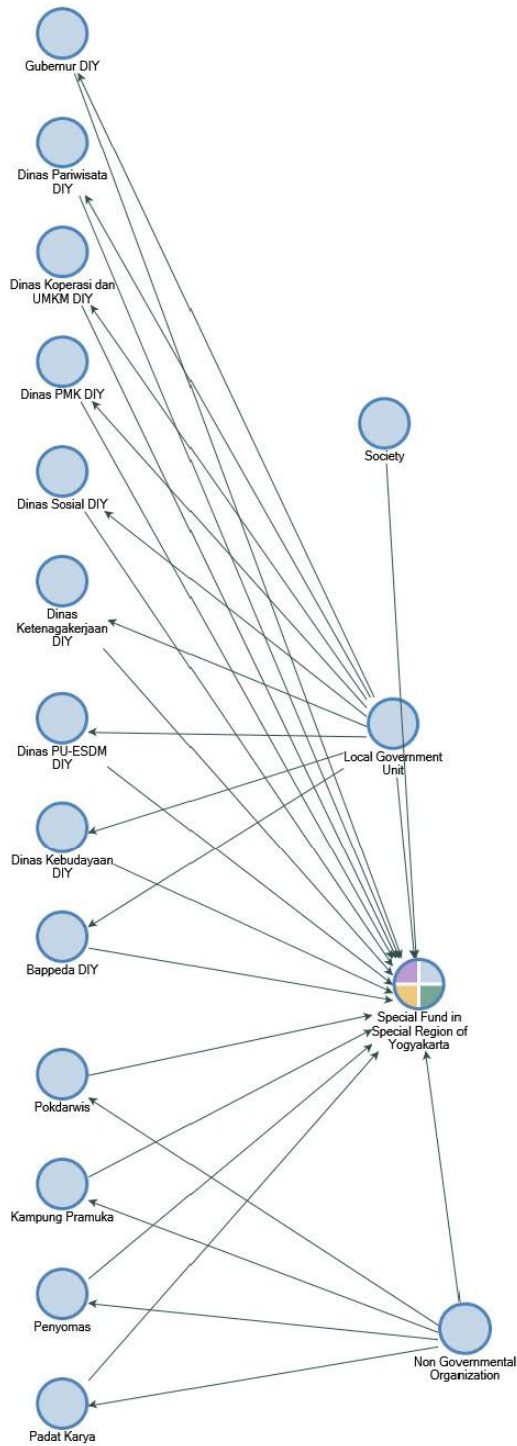 Gubernur DIY
Dinas Pariwisata
DIY
Dinas Koperasi dan
UMKM DIY
Dinas PMK DIY
Society
Dinas Sosial DIY
Dinas
Ketenagakerjaan
DIY
Dinas PU-ESDM
DIY
Local Government
Unit
Dinas Kebudayaan
DIY
Bappeda DIY
Special Fund in
Special Region of
Yogyakarta
Pokdarwis
Kampung Pramuka
Penyomas
Non Governmental
Organization
Padat Karya